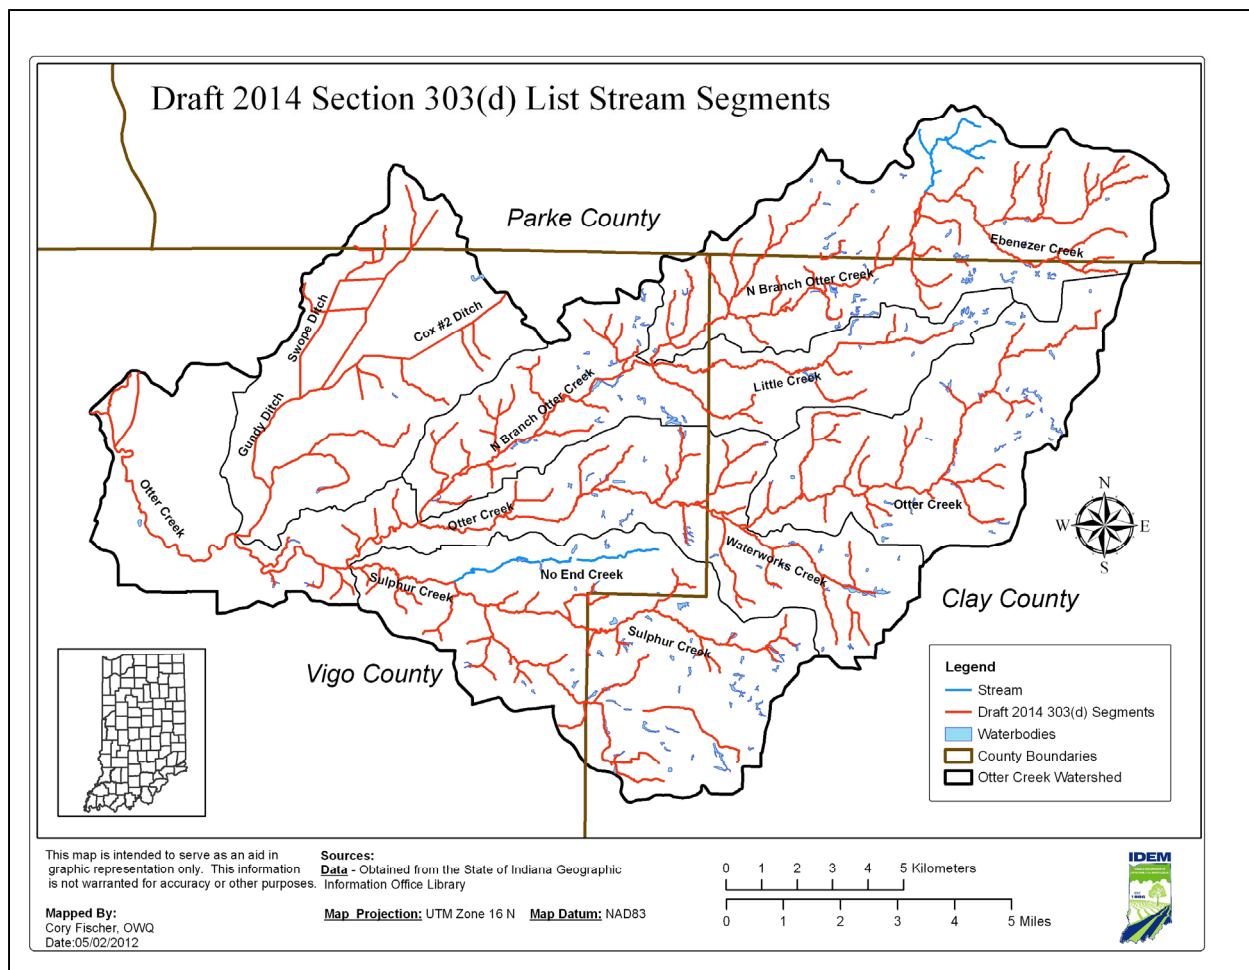 Draft 2014 Section 303(d) List Stream Segments
Parke County
Ebenezer Creek
N Branch Otter Creek
Swope Ditch
Cox #2 Ditch
Little Creek
N Branch Otter Creek
Gundy Ditch
Otter Creek
Otter Creek
Otter Creek
Waterworks Creek
No End Creek
Sulphur Creek
Sulphur Creek
Clay County
Vigo County
N
W
E
S
Legend
Stream
Draft 2014 303(d) Segments
Waterbodies
County Boundaries
Otter Creek Watershed
This map is intended to serve as an aid in
graphic representation only. This information
is not warranted for accuracy or other purposes.
Mapped By:
Cory Fischer, OWQ
Date:05/02/2012
Sources:
Data - Obtained from the State of Indiana Geographic
Information Office Library
Map Projection: UTM Zone 16 N Map Datum: NAD83
0 1 2 3 4 5 Kilometers
0 1 2 3 4 5 Miles
IDEM